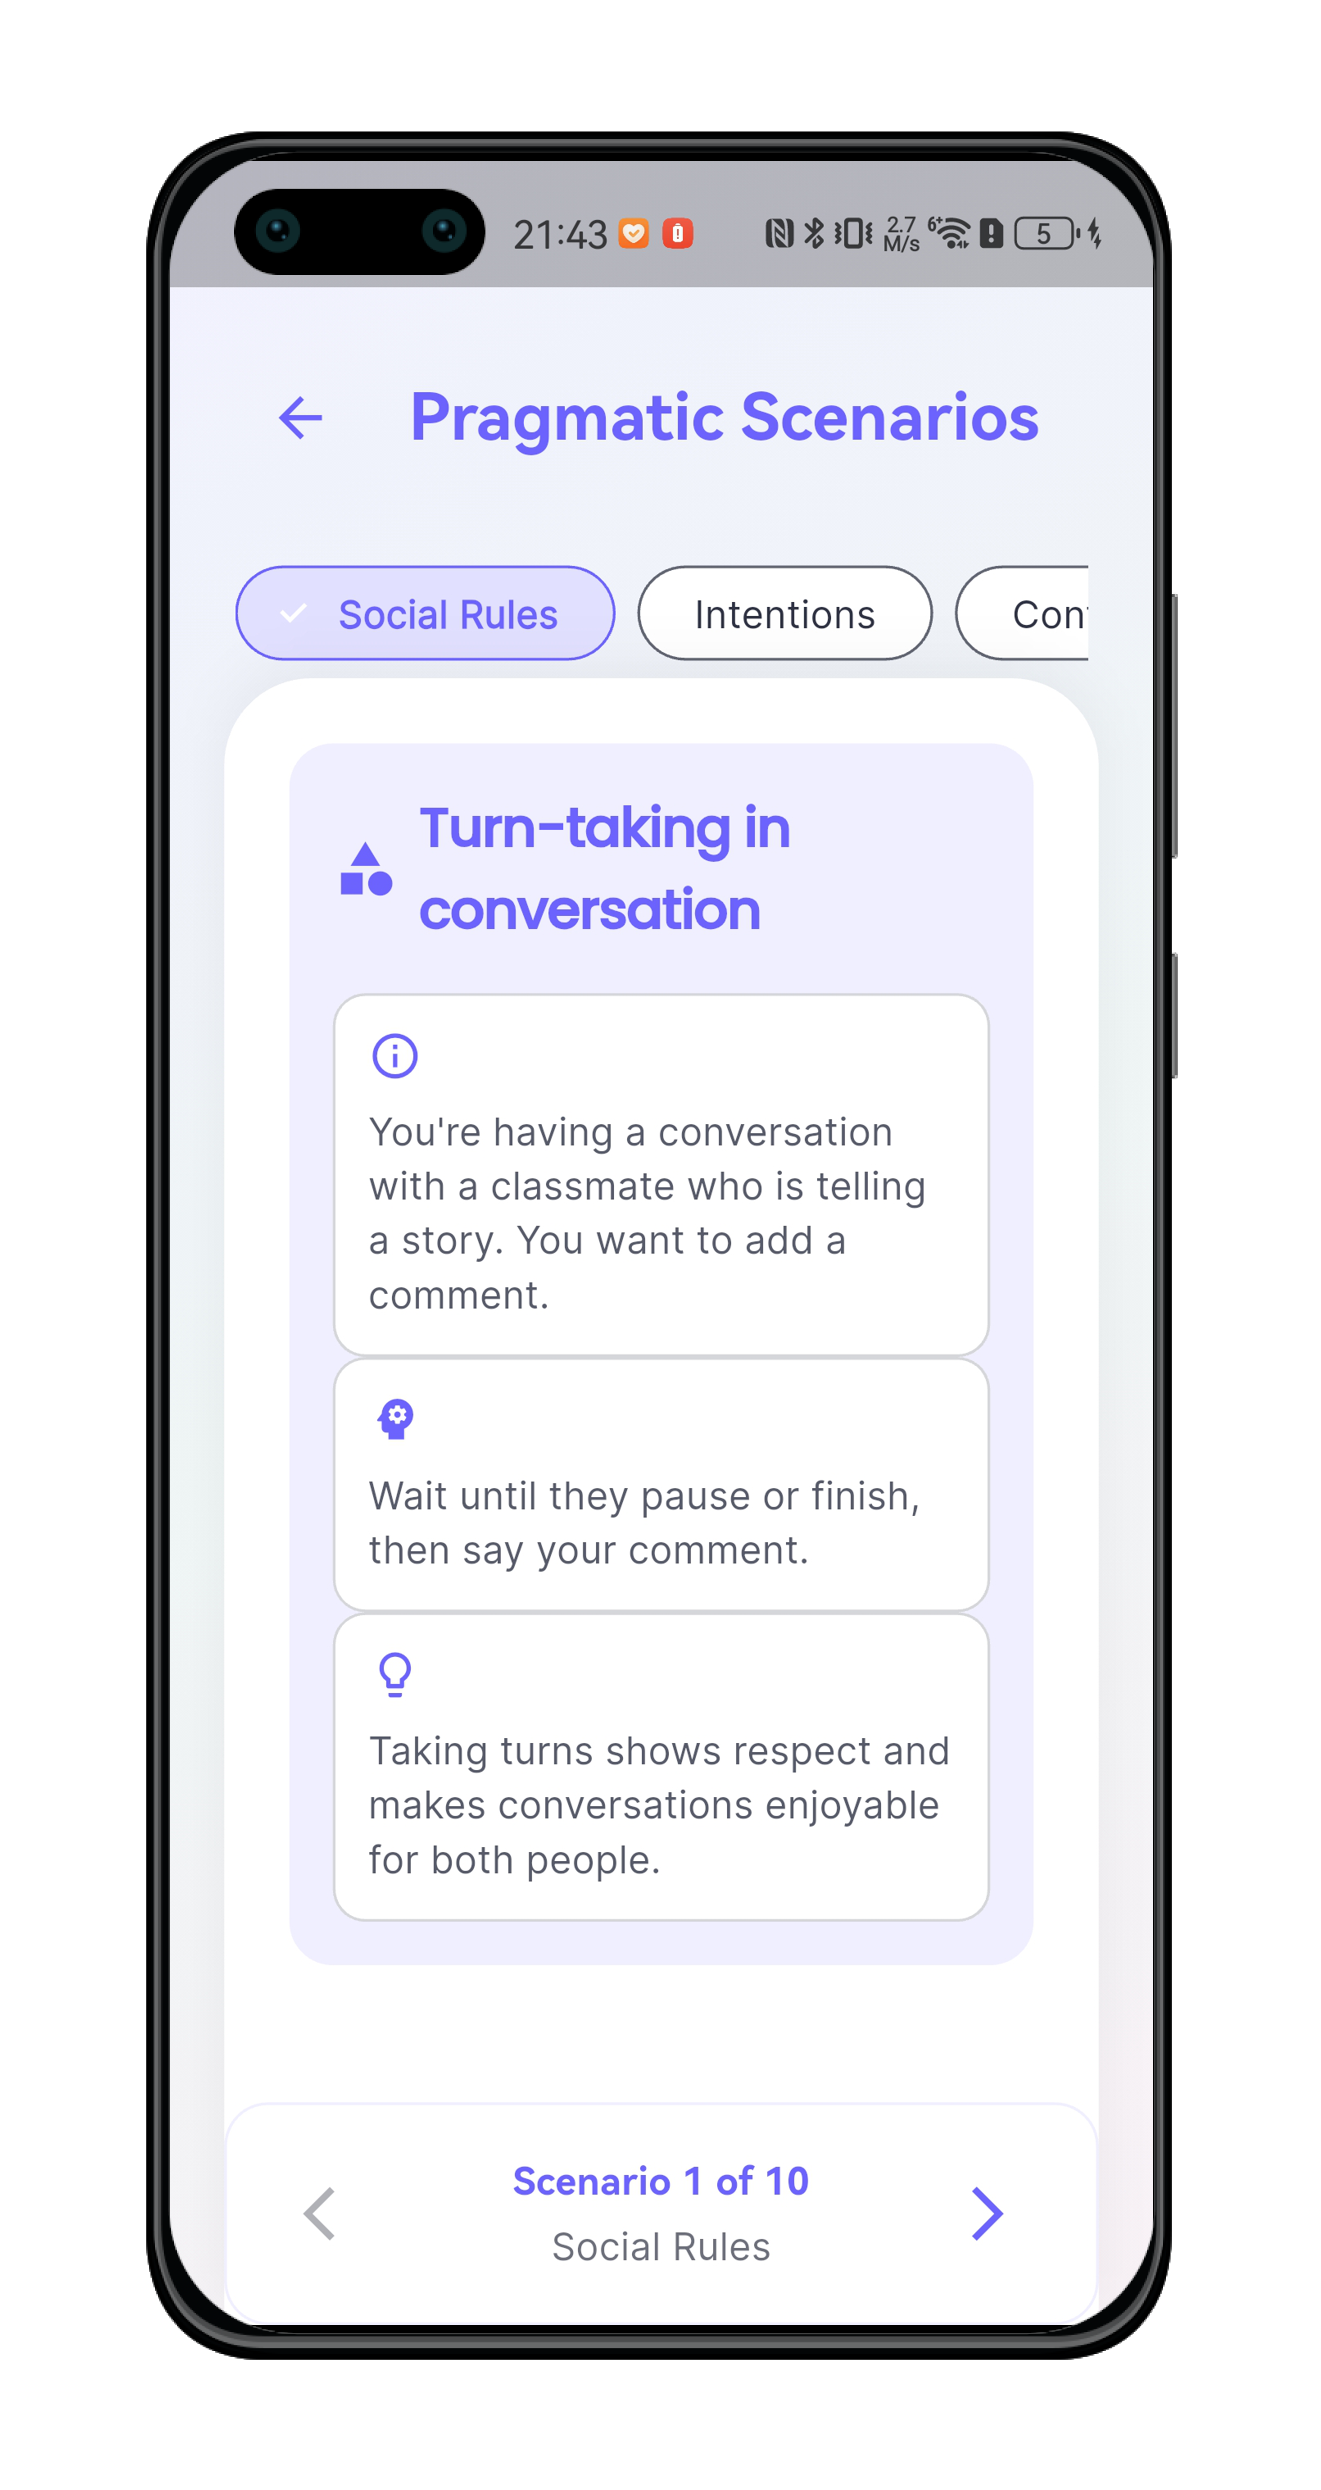 21:43
2.7
M/s
6+
5
Pragmatic Scenarios
Social Rules
Intentions
Turn-taking in
conversation
You're having a conversation
with a classmate who is telling
a story. You want to add a
comment.
Wait until they pause or finish,
then say your comment.
Taking turns shows respect and
makes conversations enjoyable
for both people.
Scenario 1 of 10
Social Rules